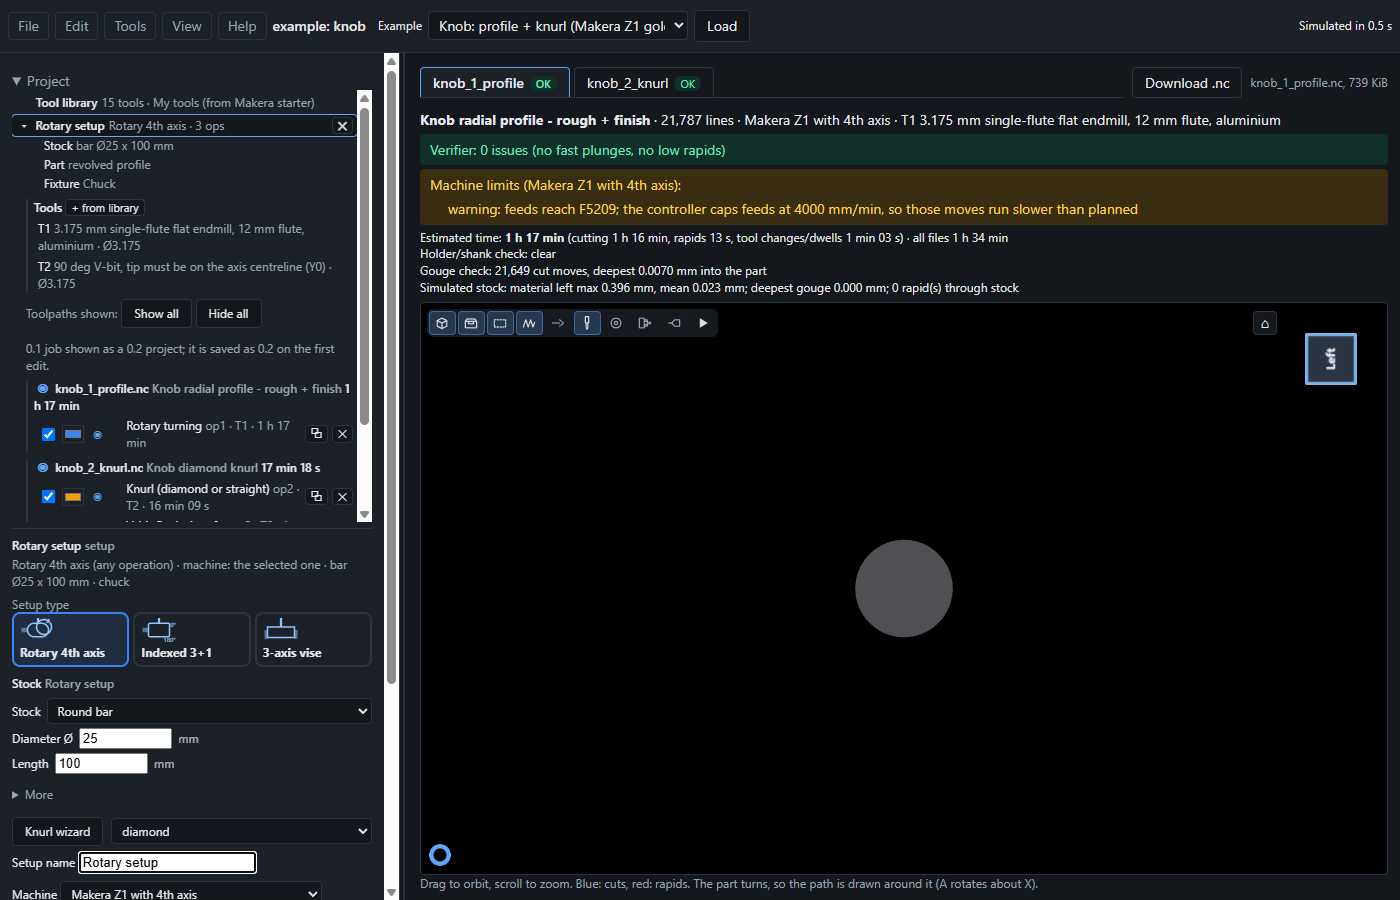 File Edit Tools View Help example: knob Example Knob: profile + knurl (Makera Z1 gol Load Simulated in 0.5 s
Project
Tool library 15 tools · My tools (from Makera starter)
Rotary setup Rotary 4th axis · 3 ops
Stock bar Ø25 x 100 mm
Part revolved profile
Fixture Chuck
Tools + from library
T1 3.175 mm single-flute flat endmill, 12 mm flute,
aluminium · Ø3.175
T2 90 deg V-bit, tip must be on the axis centreline (Y0) ·
Ø3.175
Toolpaths shown: Show all Hide all
0.1 job shown as a 0.2 project; it is saved as 0.2 on the first
edit.
knob_1_profile.nc Knob radial profile - rough + finish 1
h 17 min
Rotary turning op1 · T1 · 1 h 17
min
knob_2_knurl.nc Knob diamond knurl 17 min 18 s
Knurl (diamond or straight) op2 ·
T2 · 16 min 09 s
Rotary setup setup
Rotary 4th axis (any operation) · machine: the selected one · bar
Ø25 x 100 mm · chuck
Setup type
Rotary 4th axis Indexed 3+1 3-axis vise
Stock Rotary setup
Stock Round bar
Diameter Ø 25 mm
Length 100 mm
More
Knurl wizard diamond
Setup name Rotary setup
Machine Makera Z1 with 4th axis
knob_1_profile OK knob_2_knurl OK Download .nc knob_1_profile.nc, 739 KiB
Knob radial profile - rough + finish · 21,787 lines · Makera Z1 with 4th axis · T1 3.175 mm single-flute flat endmill, 12 mm flute, aluminium
Verifier: 0 issues (no fast plunges, no low rapids)
Machine limits (Makera Z1 with 4th axis):
warning: feeds reach F5209; the controller caps feeds at 4000 mm/min, so those moves run slower than planned
Estimated time: 1 h 17 min (cutting 1 h 16 min, rapids 13 s, tool changes/dwells 1 min 03 s) · all files 1 h 34 min
Holder/shank check: clear
Gouge check: 21,649 cut moves, deepest 0.0070 mm into the part
Simulated stock: material left max 0.396 mm, mean 0.023 mm; deepest gouge 0.000 mm; 0 rapid(s) through stock
Left
Drag to orbit, scroll to zoom. Blue: cuts, red: rapids. The part turns, so the path is drawn around it (A rotates about X).